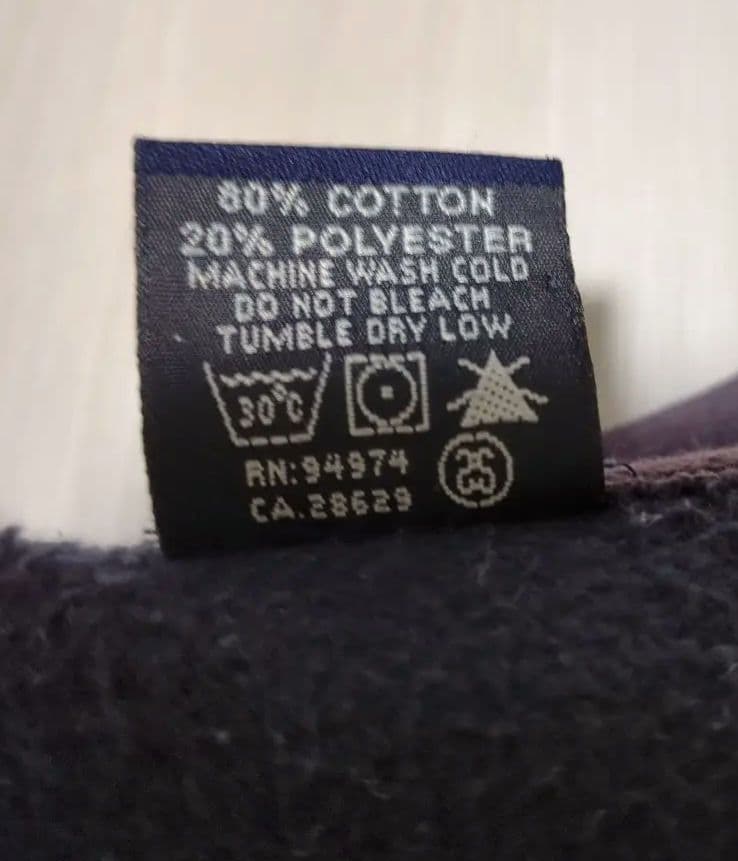 80% COTTON
20% POLYESTER
MACHINE WASH COLD
DO NOT BLEACH
TUMBLE DRY LOW
30°C
RN:94974
CA.28629